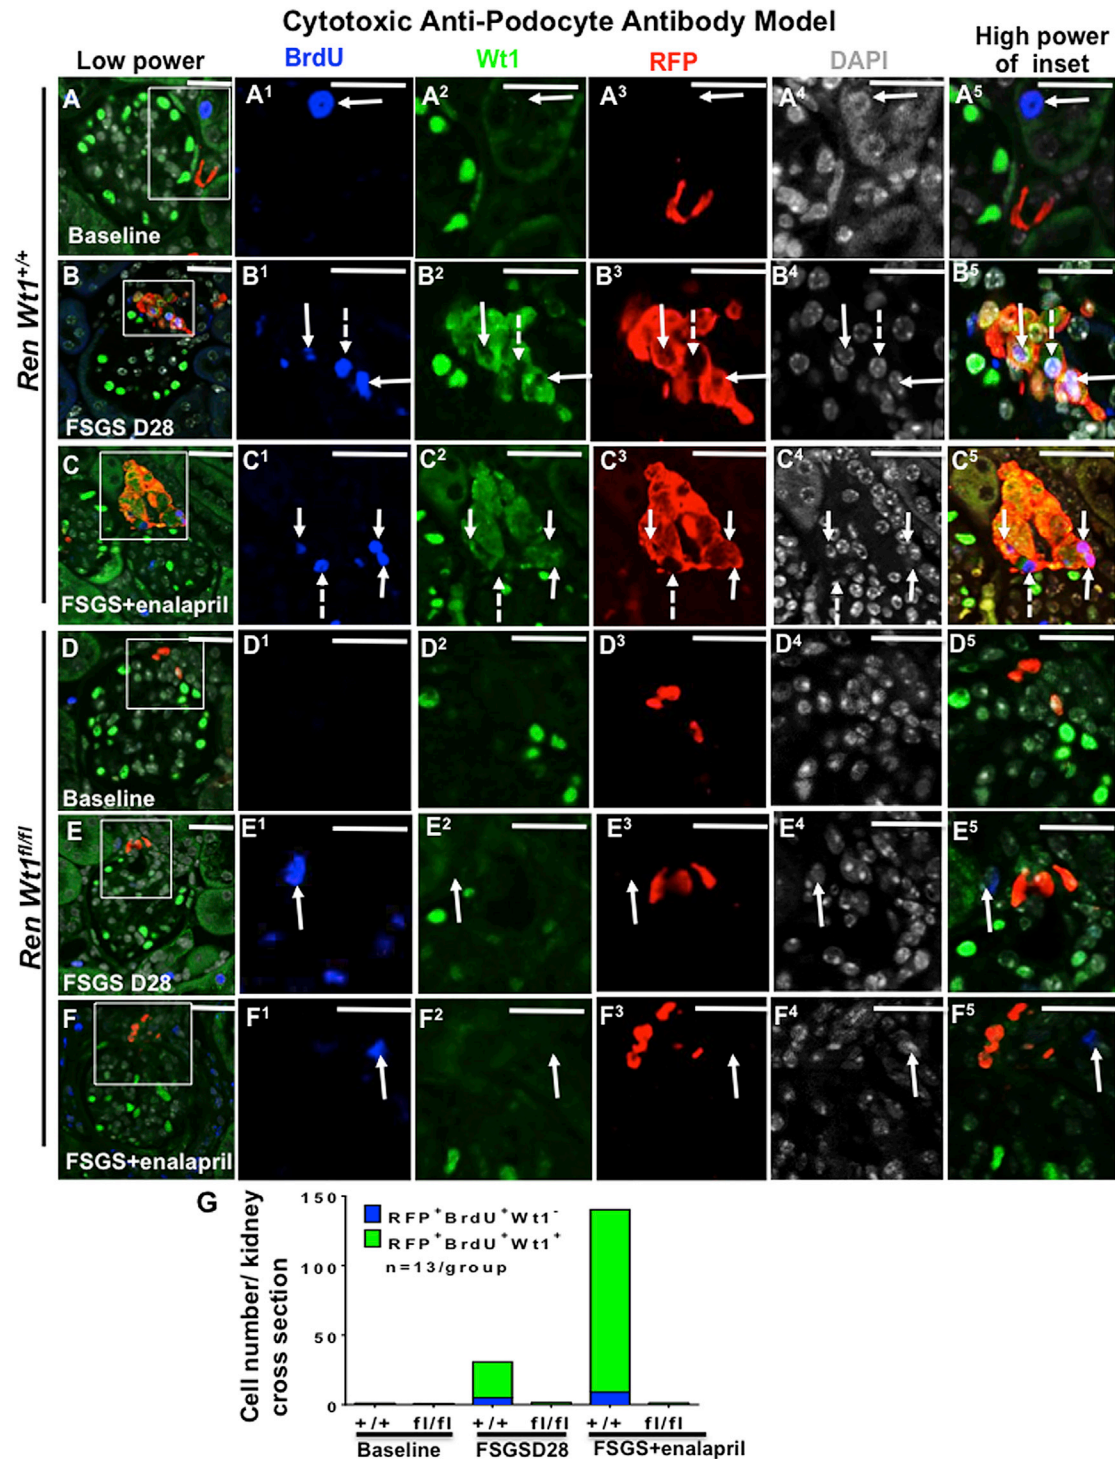 Cytotoxic Anti-Podocyte Antibody Model
Low power BrdU Wt1 RFP DAPI High power of inset
Ren Wt1+/+
A A¹ A² A³ A⁴ A⁵
Baseline
B B¹ B² B³ B⁴ B⁵
FSGS D28
C C¹ C² C³ C⁴ C⁵
FSGS+enalapril
Ren Wt1fl/fl
D D¹ D² D³ D⁴ D⁵
Baseline
E E¹ E² E³ E⁴ E⁵
FSGS D28
F F¹ F² F³ F⁴ F⁵
FSGS+enalapril
G
Cell number/ kidney
cross section
150
100
50
0
RFP⁺BrdU⁺Wt1⁻
RFP⁺BrdU⁺Wt1⁺
n=13/group
+/+ fl/fl +/+ fl/fl +/+ fl/fl
Baseline FSGSD28 FSGS+enalapril